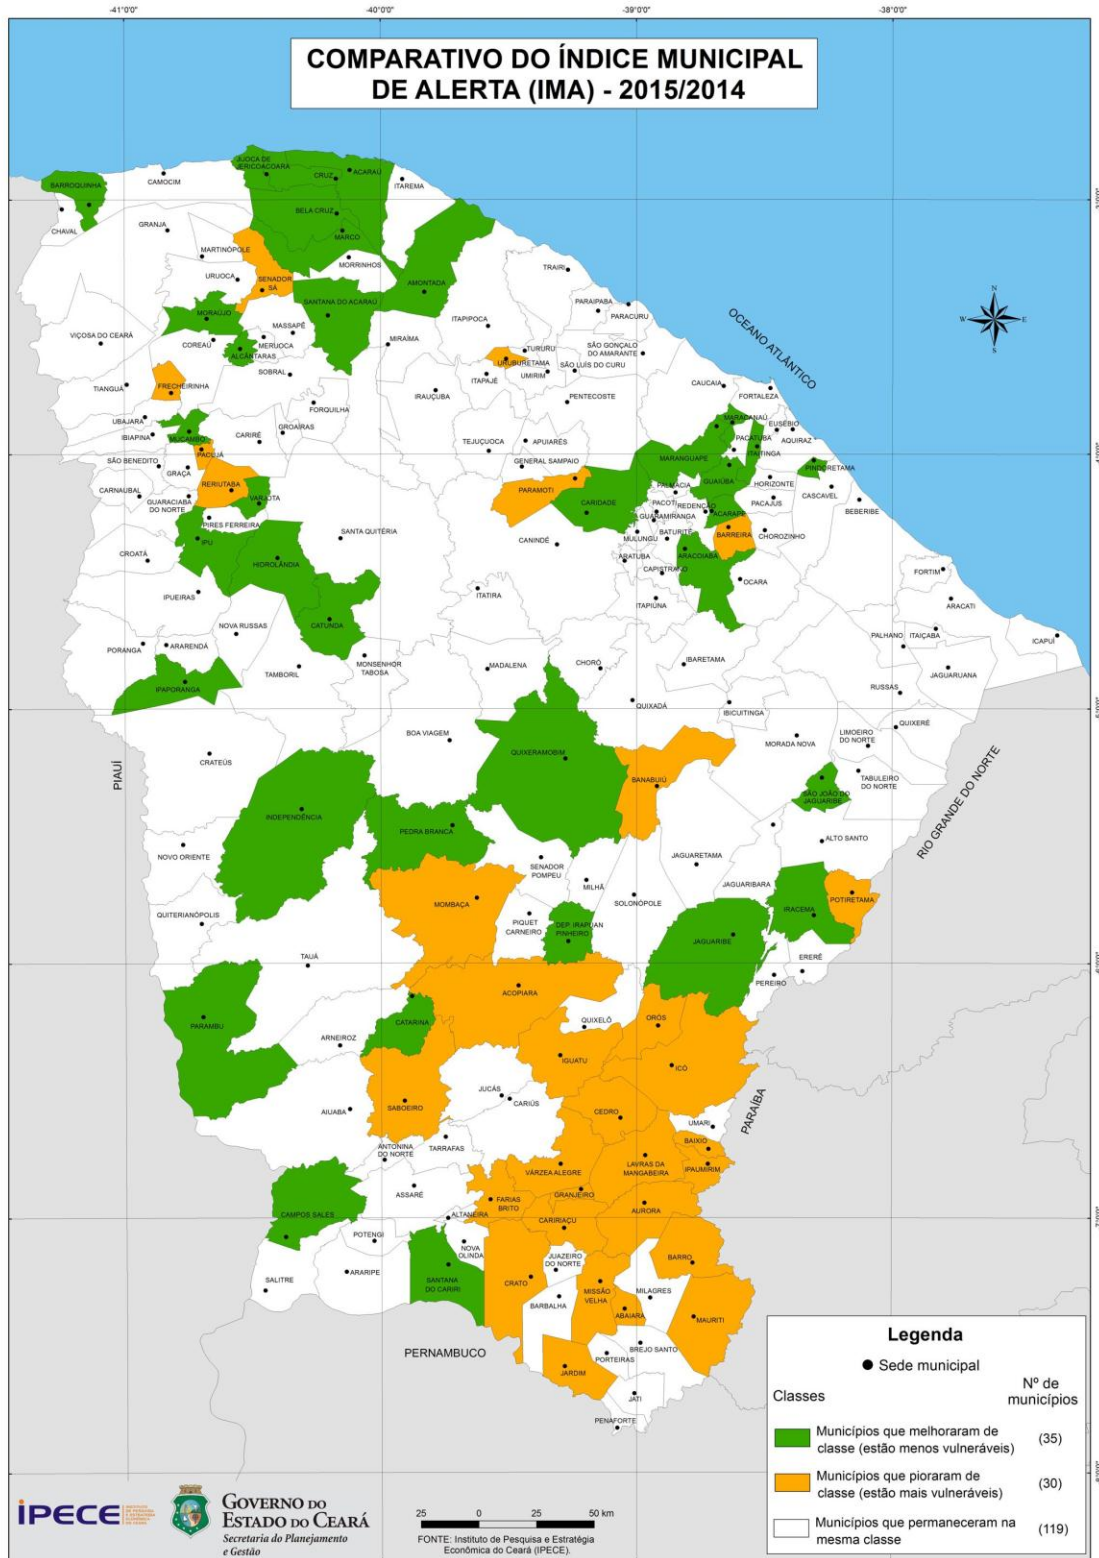 -41°0'0"
-40°0'0"
-39°0'0"
-38°0'0"
COMPARATIVO DO ÍNDICE MUNICIPAL
DE ALERTA (IMA) - 2015/2014
BARROQUINHA
CHAVAL
CAMOCIM
JIJOCA DE
JERICOACOARA
CRUZ
ACARAÚ
ITAREMA
GRANJA
BELA CRUZ
MARCO
MARTINÓPOLE
MORRINHOS
URUOCA
SENADOR
SÁ
AMONTADA
TRAIRI
MORAÚJO
SANTANA DO ACARAÚ
PARAIPABA
PARACURU
ITAPIPOCA
OCEANO ATLÂNTICO
N
W
E
S
VIÇOSA DO CEARÁ
COREAÚ
MASSAPÊ
MERUOCA
ALCÂNTARAS
MIRAÍMA
TURURU
URUBURETAMA
SÃO GONÇALO
DO AMARANTE
SÃO LUÍS DO CURU
UMIRIM
ITAPAJÉ
SOBRAL
TIANGUÁ
FRECHEIRINHA
IRAUÇUBA
PENTECOSTE
CAUCAIA
FORTALEZA
FORQUILHA
UBAJARA
IBIAPINA
MUCAMBO
CARIRÉ
GROAÍRAS
MARACANAÚ
EUSÉBIO
PACATUBA
AQUIRAZ
ITAITINGA
TEJUÇUOCA
APUIARÉS
GENERAL SAMPAIO
MARANGUAPE
PINDORETAMA
SÃO BENEDITO
PACUJÁ
GRAÇA
RERIUTABA
VARJOTA
CARNAUBAL
GUARACIABA
DO NORTE
PIRES FERREIRA
PARAMOTI
CARIDADE
PALMÁCIA
GUAIÚBA
HORIZONTE
PACAJUS
CASCAVEL
BEBERIBE
PACOTI
REDENÇÃO
ACARAPE
GUARAMIRANGA
BARREIRA
CHOROZINHO
MULUNGU
BATURITÉ
ARACOIABA
ARATUBA
CAPISTRANO
OCARA
ITAPIÚNA
SANTA QUITÉRIA
CANINDÉ
CROATÁ
IPU
HIDROLÂNDIA
IPUEIRAS
ITATIRA
FORTIM
ARACATI
NOVA RUSSAS
CATUNDA
PORANGA
ARARENDÁ
TAMBORIL
MONSENHOR
TABOSA
MADALENA
CHORÓ
IBARETAMA
PALHANO
ITAIÇABA
ICAPUÍ
JAGUARUANA
RUSSAS
IPAPORANGA
QUIXADÁ
IBICUITINGA
QUIXERÉ
BOA VIAGEM
CRATEÚS
QUIXERAMOBIM
MORADA NOVA
LIMOEIRO
DO NORTE
TABULEIRO
DO NORTE
PIAUÍ
BANABUIÚ
SÃO JOÃO DO
JAGUARIBE
INDEPENDÊNCIA
PEDRA BRANCA
ALTO SANTO
RIO GRANDE DO NORTE
NOVO ORIENTE
SENADOR
POMPEU
JAGUARETAMA
MILHÃ
JAGUARIBARA
QUITERIANÓPOLIS
MOMBAÇA
PIQUET
CARNEIRO
DEP. IRAPUAN
PINHEIRO
SOLONÓPOLE
IRACEMA
POTIRETAMA
JAGUARIBE
ERERÊ
PEREIRO
TAUÁ
ACOPIARA
PARAMBU
CATARINA
ARNEIROZ
QUIXELÔ
ORÓS
IGUATU
ICÓ
AIUABA
SABOEIRO
JUCÁS
CARIÚS
CEDRO
PARAÍBA
UMARI
BAIXIO
IPAUMIRIM
ANTONINA
DO NORTE
TARRAFAS
VÁRZEA ALEGRE
LAVRAS DA
MANGABEIRA
ASSARÉ
GRANJEIRO
FARIAS
BRITO
CAMPOS SALES
ALTANEIRA
CARIRIAÇU
AURORA
POTENGI
NOVA
OLINDA
JUAZEIRO
DO NORTE
BARRO
SALITRE
ARARIPE
SANTANA
DO CARIRI
CRATO
BARBALHA
MISSÃO
VELHA
MILAGRES
ABAIARA
MAURITI
PERNAMBUCO
BREJO SANTO
PORTEIRAS
JARDIM
JATI
PENAFORTE
Legenda
Sede municipal
Classes
Nº de
municípios
Municípios que melhoraram de
classe (estão menos vulneráveis)
(35)
Municípios que pioraram de
classe (estão mais vulneráveis)
(30)
Municípios que permaneceram na
mesma classe
(119)
İPECE
GOVERNO DO
ESTADO DO CEARÁ
Secretaria do Planejamento
e Gestão
25 0 25 50 km
FONTE: Instituto de Pesquisa e Estratégia
Econômica do Ceará (IPECE).